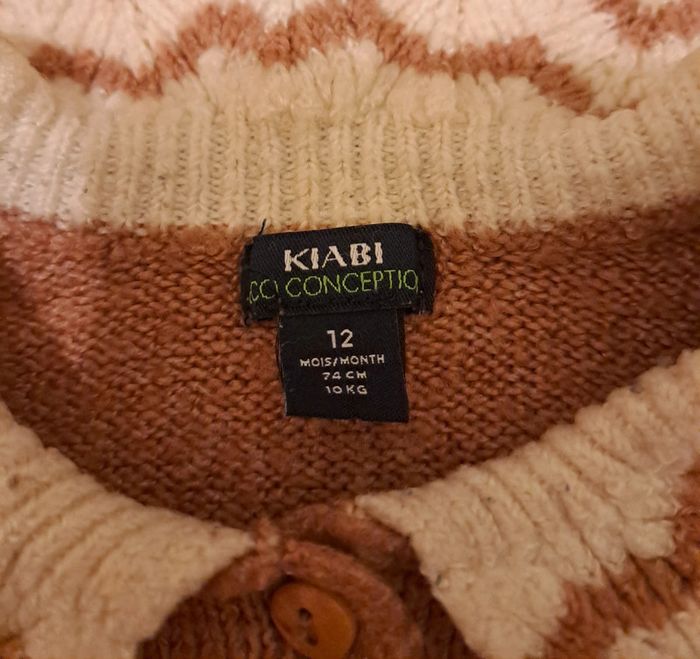 KIABI
CO CONCEPTIO
12
MOIS/MONTH
74 CM
10 KG